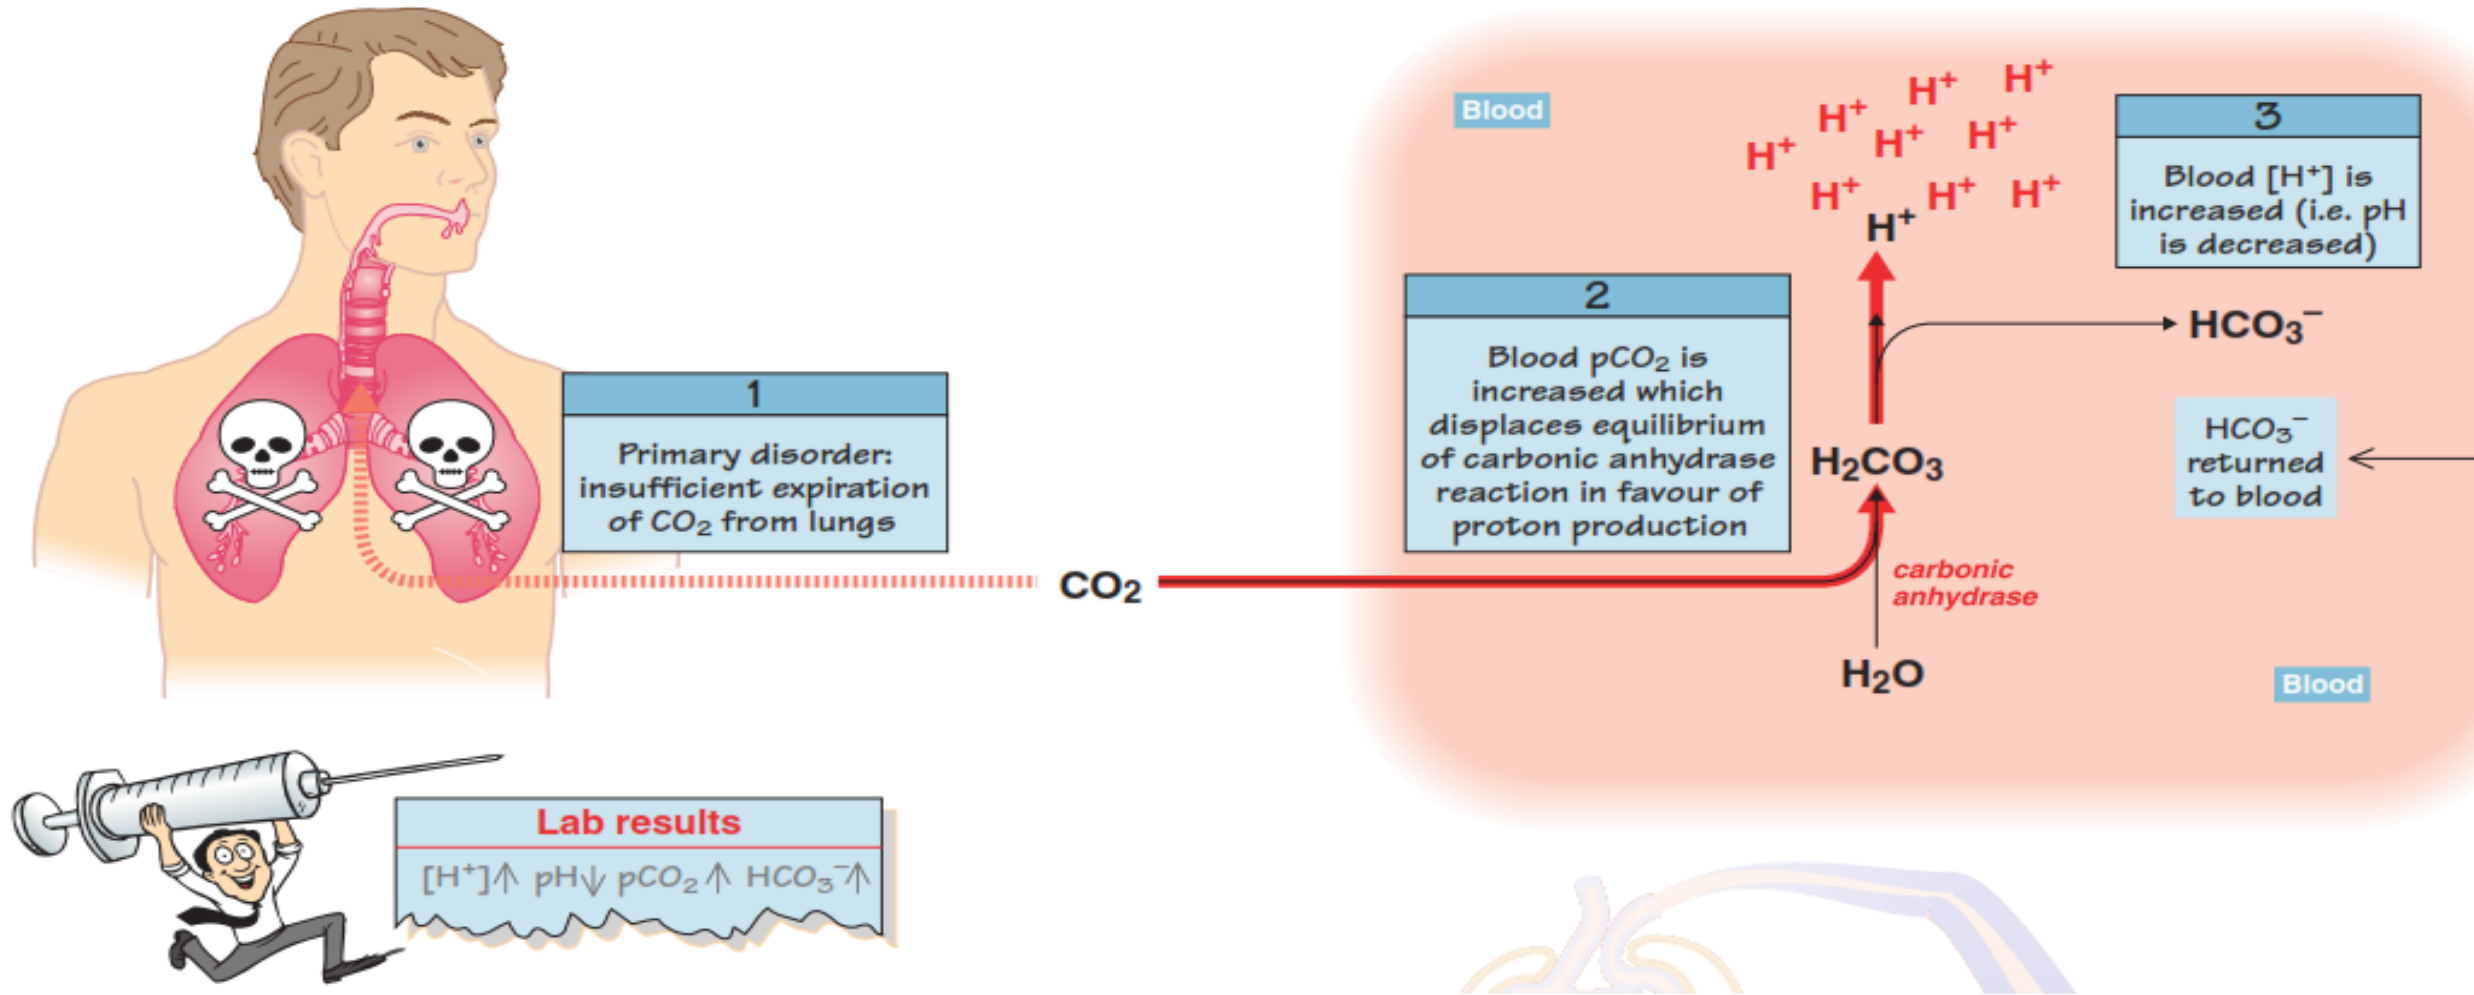 1
Primary disorder:
insufficient expiration
of CO₂ from lungs
CO₂
Blood
2
Blood pCO₂ is
increased which
displaces equilibrium
of carbonic anhydrase
reaction in favour of
proton production
H⁺
H⁺
H⁺
H⁺
H⁺
H⁺
H⁺
H⁺
H⁺
H⁺
3
Blood [H⁺] is
increased (i.e. pH
is decreased)
HCO₃⁻
H₂CO₃
HCO₃⁻
returned
to blood
carbonic
anhydrase
H₂O
Blood
Lab results
[H⁺]↑ pH↓ pCO₂↑ HCO₃⁻↑